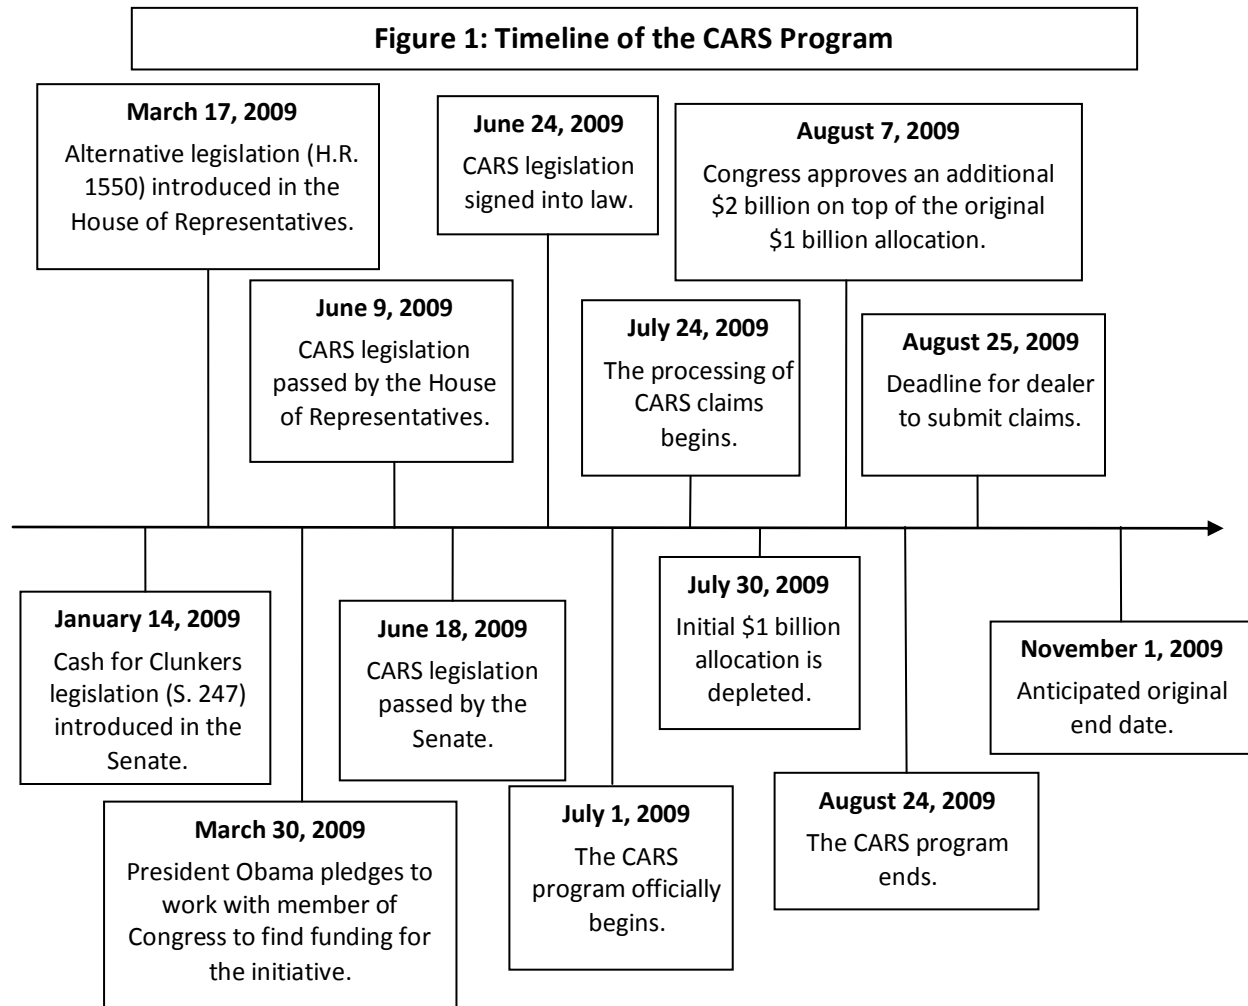 Figure 1: Timeline of the CARS Program
March 17, 2009
Alternative legislation (H.R.
1550) introduced in the
House of Representatives.
June 24, 2009
CARS legislation
signed into law.
August 7, 2009
Congress approves an additional
$2 billion on top of the original
$1 billion allocation.
June 9, 2009
CARS legislation
passed by the House
of Representatives.
July 24, 2009
The processing of
CARS claims
begins.
August 25, 2009
Deadline for dealer
to submit claims.
January 14, 2009
Cash for Clunkers
legislation (S. 247)
introduced in the
Senate.
June 18, 2009
CARS legislation
passed by the
Senate.
July 30, 2009
Initial $1 billion
allocation is
depleted.
November 1, 2009
Anticipated original
end date.
March 30, 2009
President Obama pledges to
work with member of
Congress to find funding for
the initiative.
July 1, 2009
The CARS
program officially
begins.
August 24, 2009
The CARS program
ends.